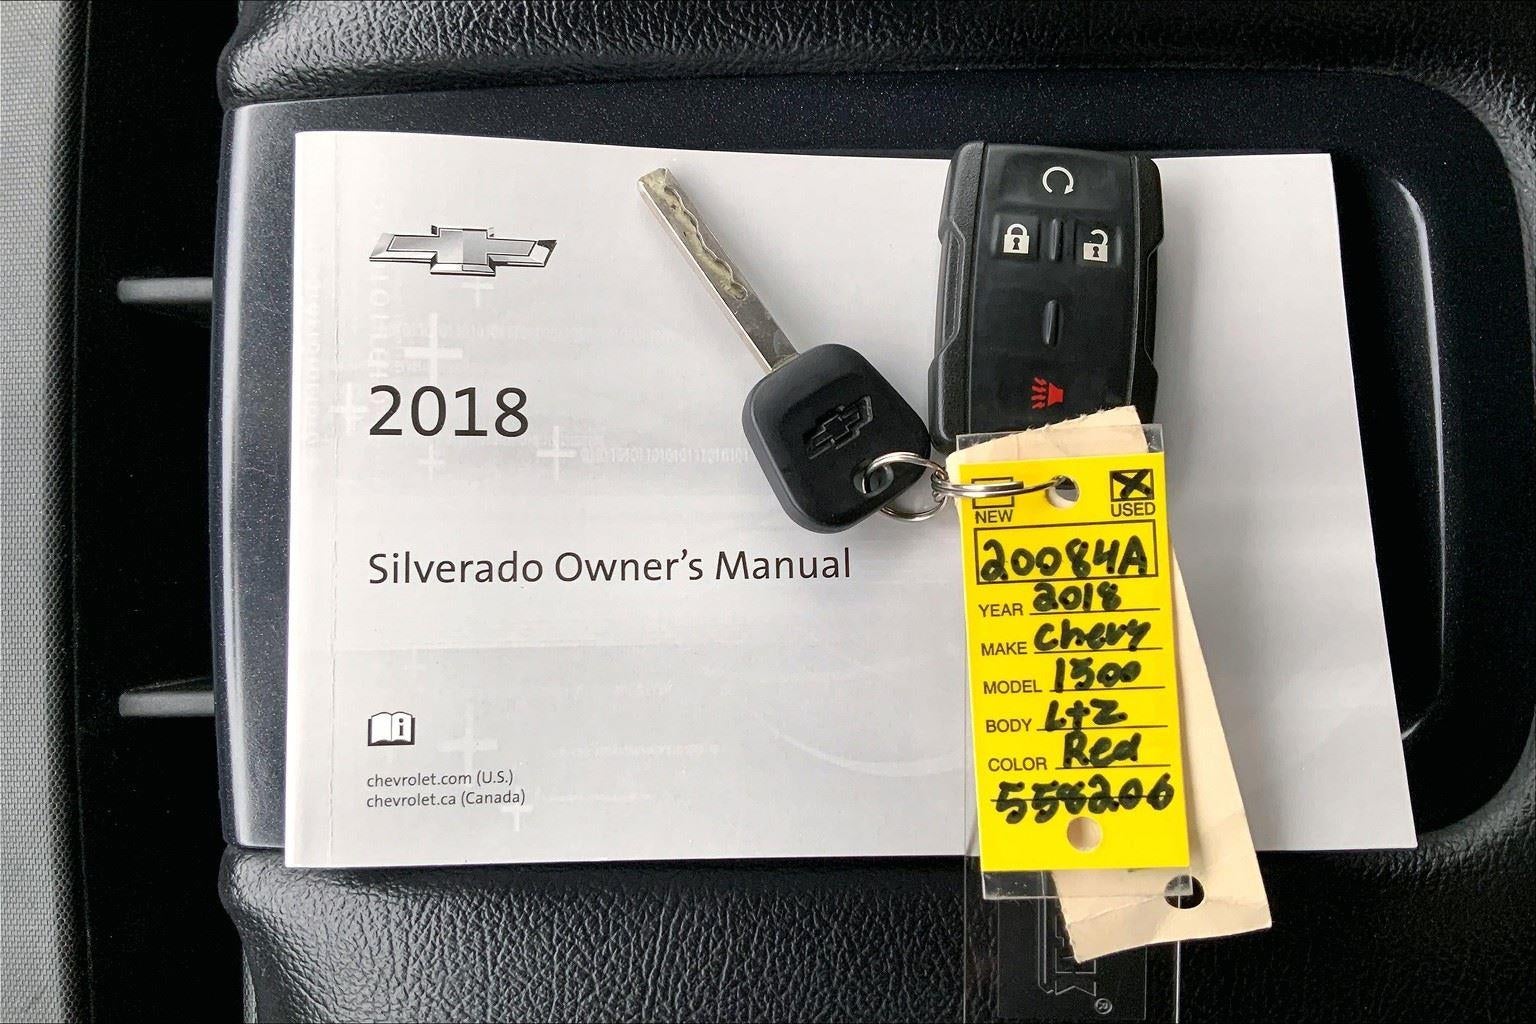 2018
Silverado Owner's Manual
chevrolet.com (U.S.)
chevrolet.ca (Canada)
NEW
USED
20084A
YEAR 2018
MAKE Chevy
MODEL 1500
BODY LtZ
COLOR Red
558206
®